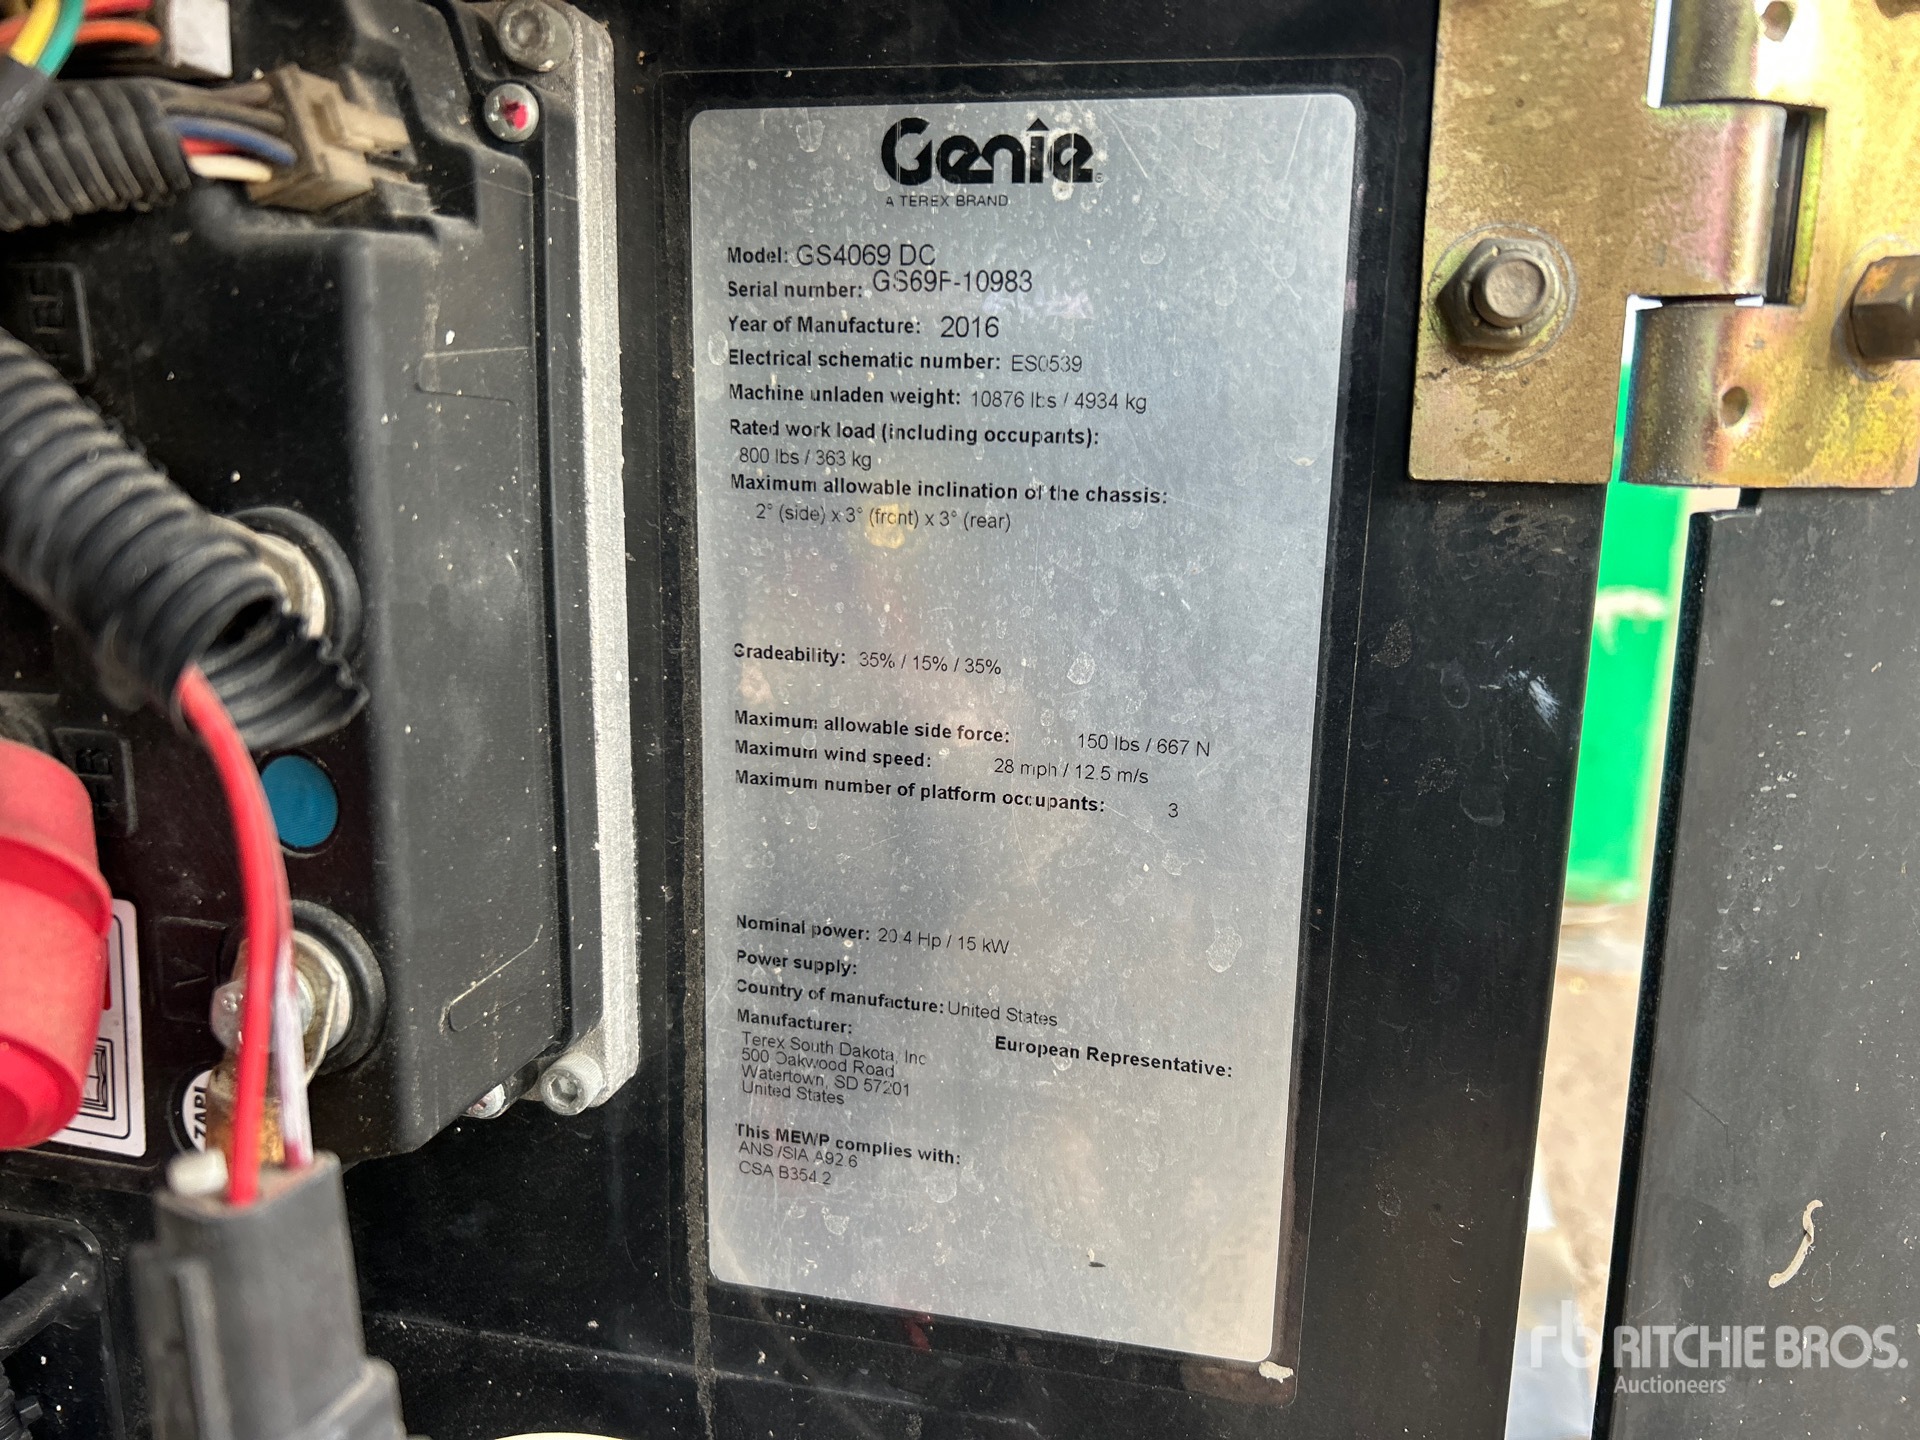 Genie
A TEREX BRAND
Model: GS4069 DC
Serial number: GS69F-10983
Year of Manufacture: 2016
Electrical schematic number: ES0539
Machine unladen weight: 10876 lbs / 4934 kg
Rated work load (including occupants):
800 lbs / 363 kg
Maximum allowable inclination of the chassis:
2° (side) x 3° (front) x 3° (rear)
Gradeability: 35% / 15% / 35%
Maximum allowable side force: 150 lbs / 667 N
Maximum wind speed: 28 mph / 12.5 m/s
Maximum number of platform occupants: 3
Nominal power: 20.4 Hp / 15 kW
Power supply:
Country of manufacture: United States
Manufacturer:
Terex South Dakota, Inc
500 Oakwood Road
Watertown, SD 57201
United States
European Representative:
This MEWP complies with:
ANSI/SIA A92.6
CSA B354.2
ZAPI
rb RITCHIE BROS.
Auctioneers